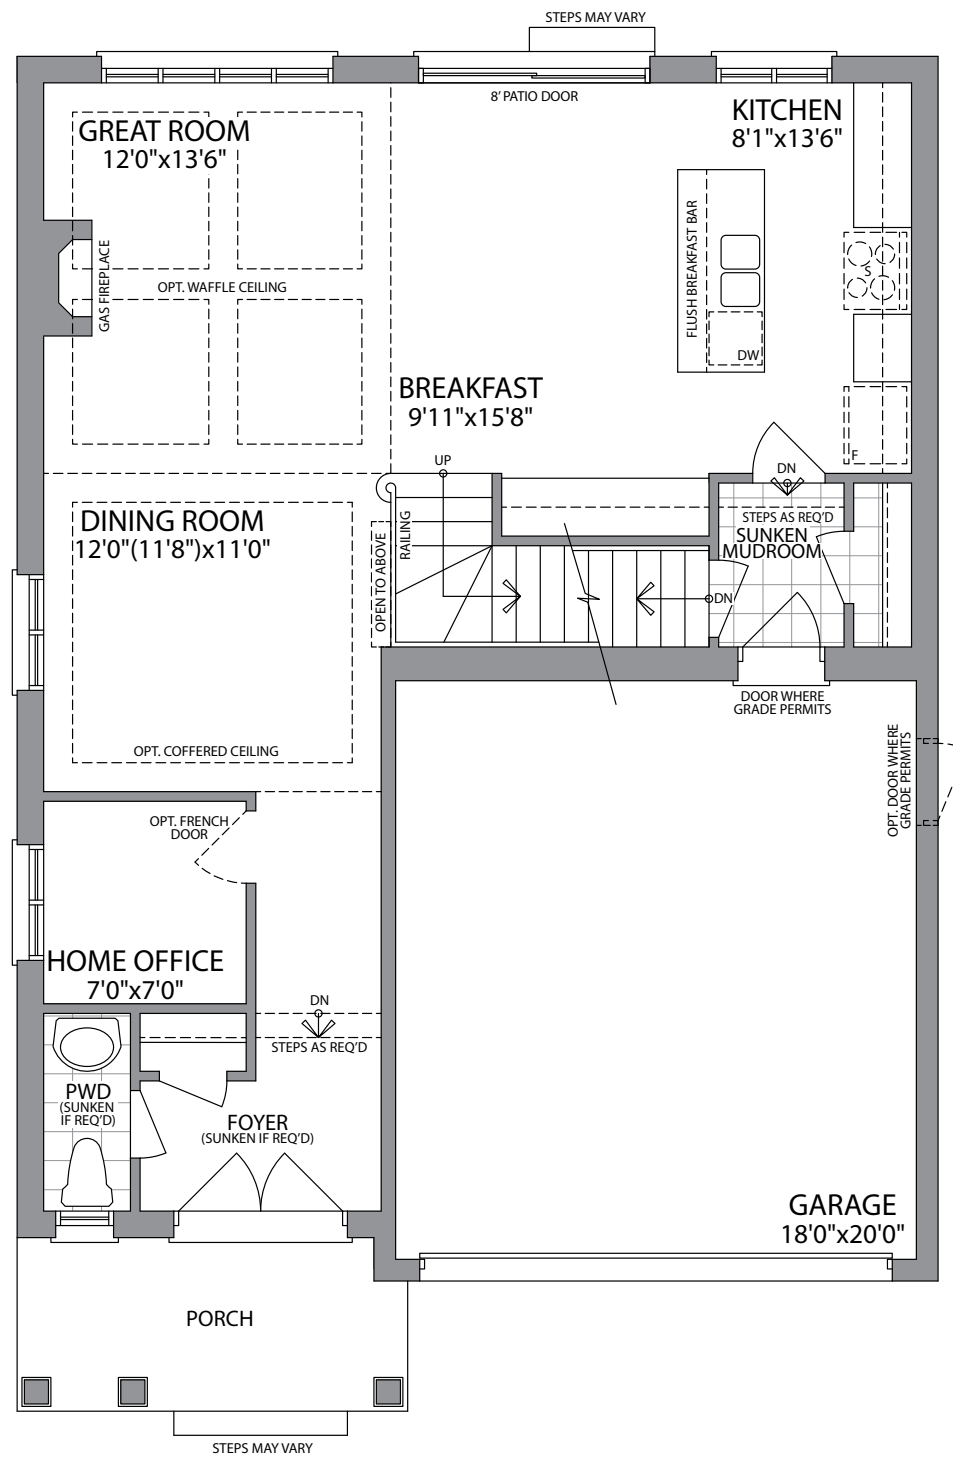 STEPS MAY VARY
8' PATIO DOOR
GREAT ROOM
12'0"x13'6"
KITCHEN
8'1"x13'6"
FLUSH BREAKFAST BAR
GAS FIREPLACE
OPT. WAFFLE CEILING
S
DW
BREAKFAST
9'11"x15'8"
F
UP
DN
STEPS AS REQ'D
SUNKEN
MUDROOM
DINING ROOM
12'0"(11'8")x11'0"
OPEN TO ABOVE
RAILING
DN
DOOR WHERE
GRADE PERMITS
OPT. DOOR WHERE
GRADE PERMITS
OPT. COFFERED CEILING
OPT. FRENCH
DOOR
HOME OFFICE
7'0"x7'0"
DN
STEPS AS REQ'D
PWD
(SUNKEN
IF REQ'D)
FOYER
(SUNKEN IF REQ'D)
GARAGE
18'0"x20'0"
PORCH
STEPS MAY VARY